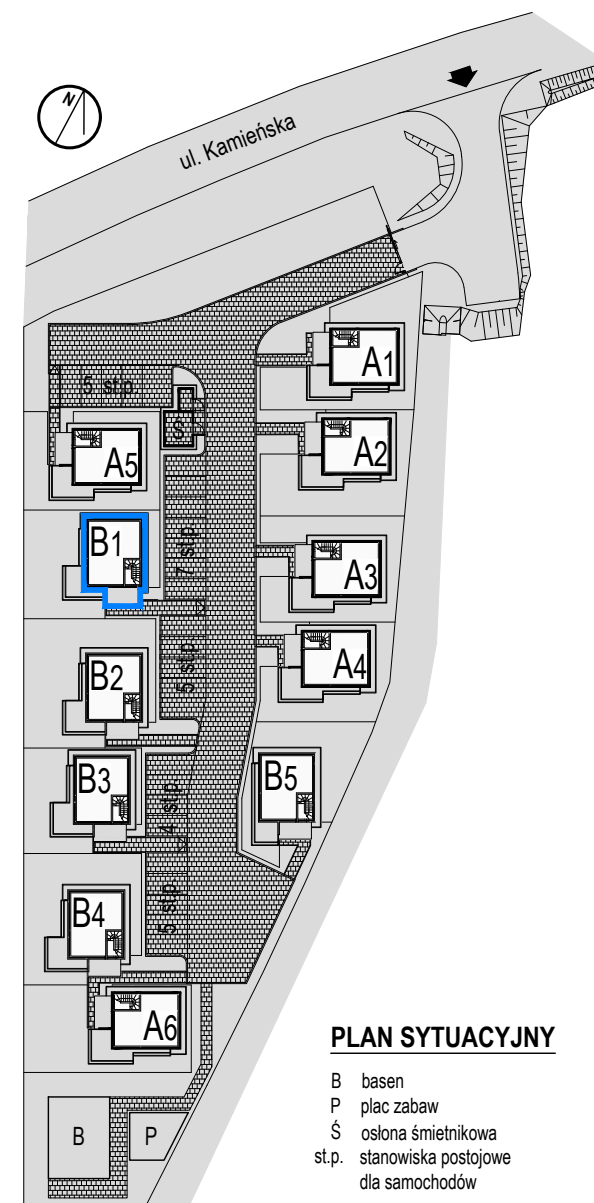 N
ul. Kamieńska
A1
5 st.p.
Ś
A2
A5
B1
7 st.p.
A3
5 st.p.
A4
B2
B3
B5
4 st.p.
B4
5 st.p.
A6
PLAN SYTUACYJNY
B basen
P plac zabaw
Ś osłona śmietnikowa
st.p. stanowiska postojowe
dla samochodów
B P